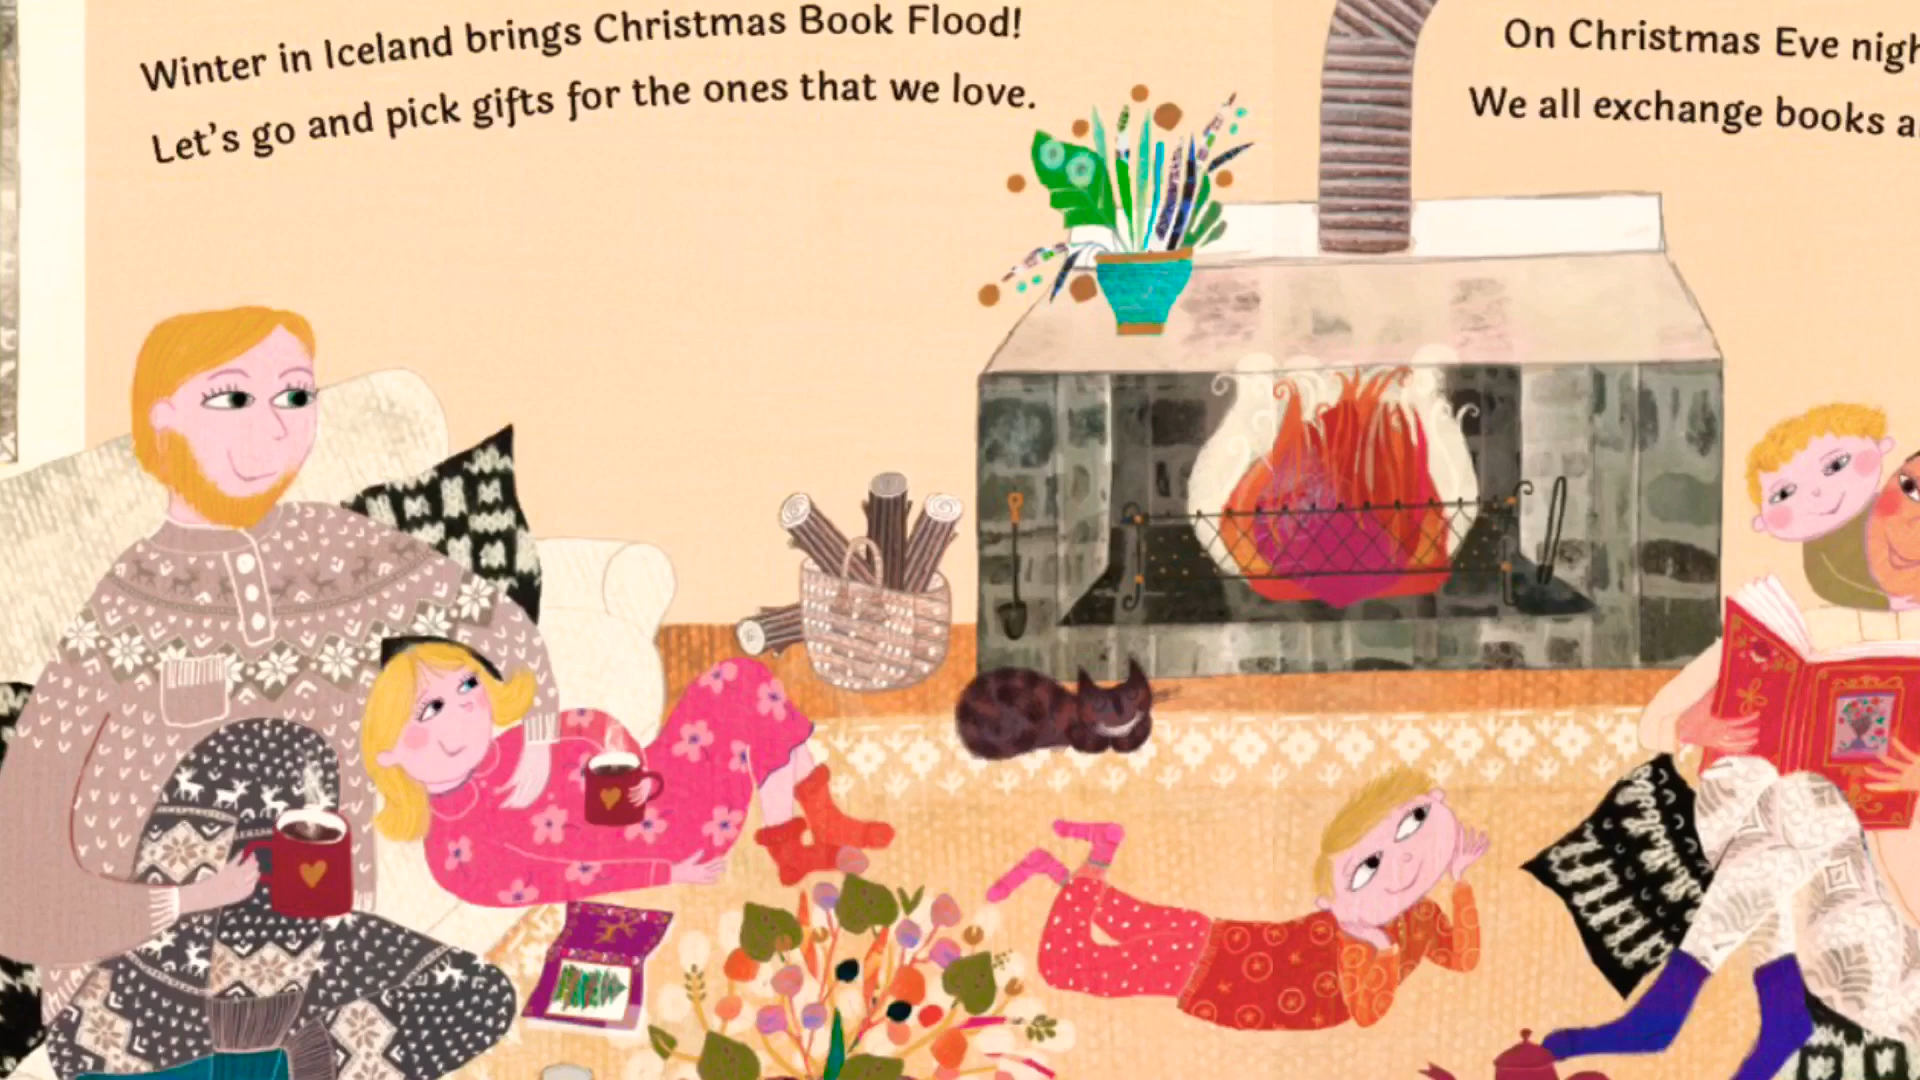 Winter in Iceland brings Christmas Book Flood!
Let's go and pick gifts for the ones that we love.
On Christmas Eve
We all exchange books